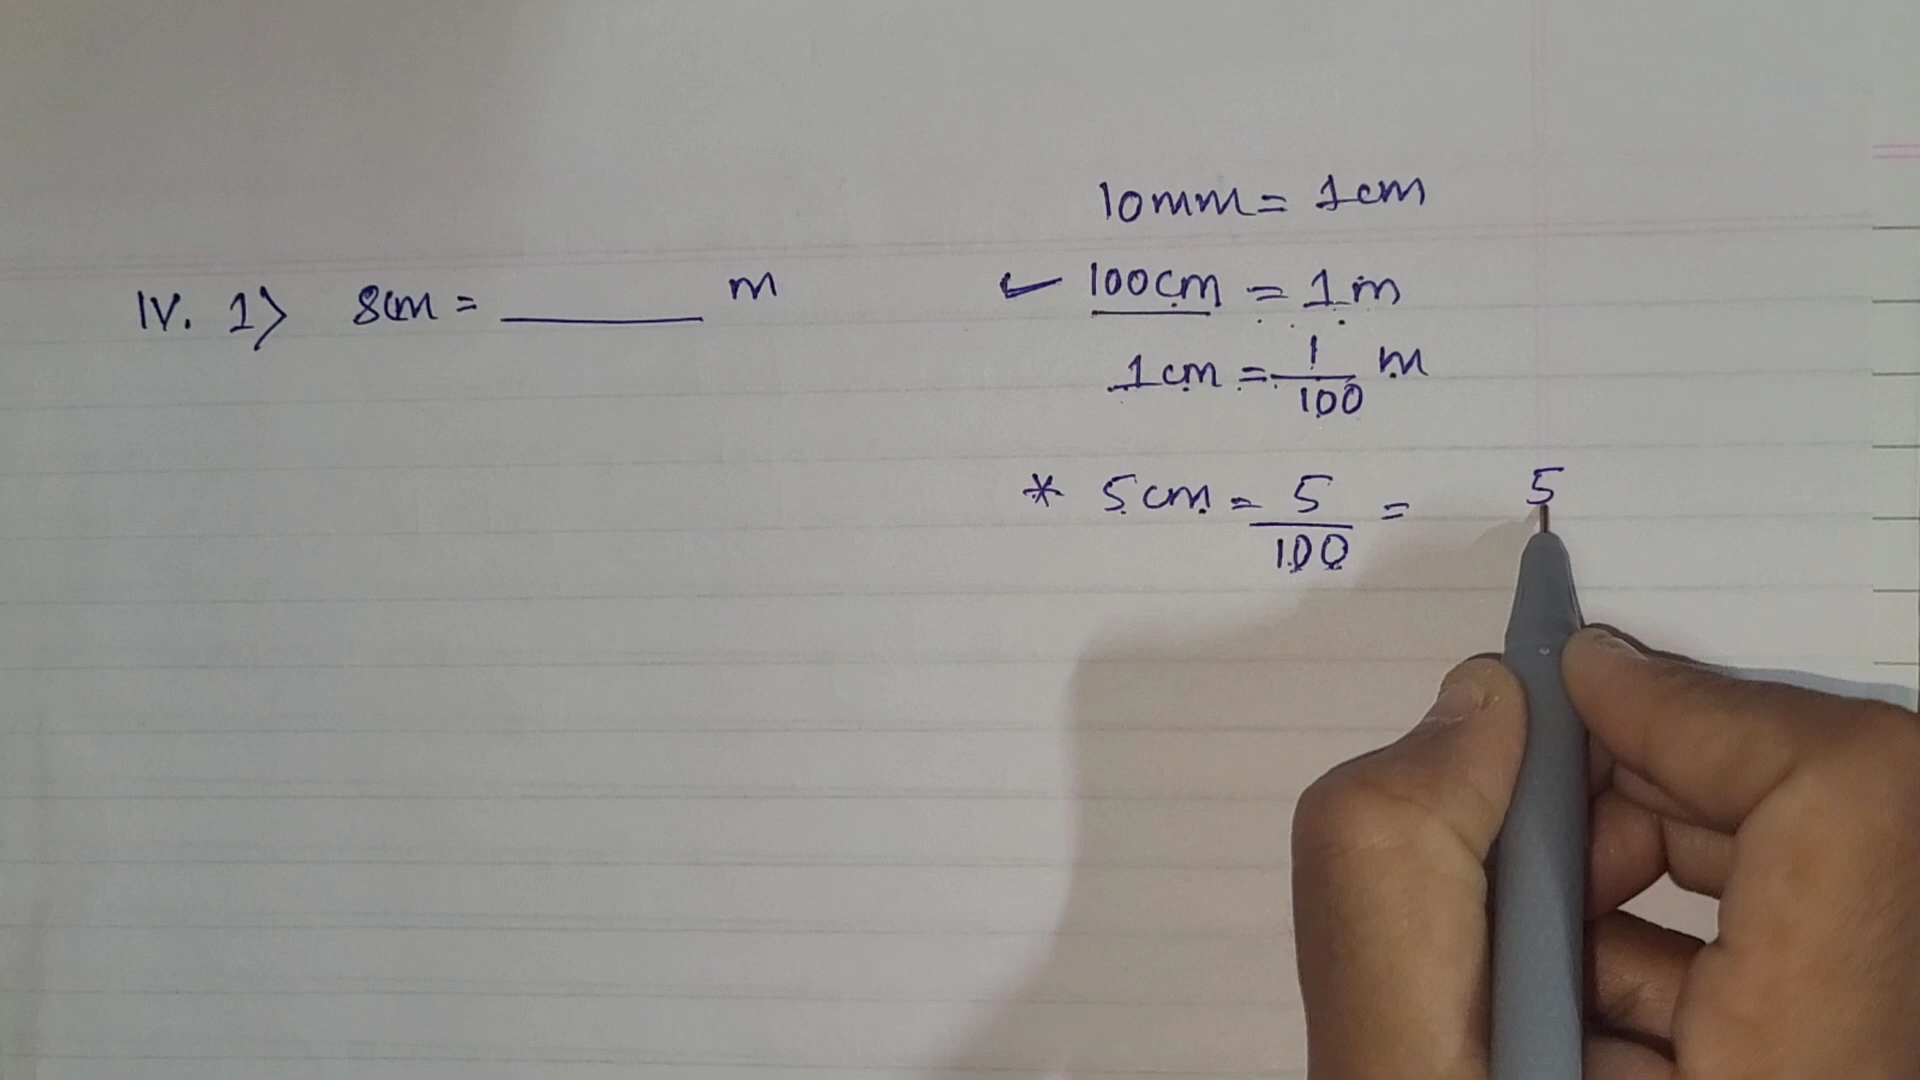 10mm = 1cm
✓ 100cm = 1m
IV. 1) 8cm = ______ m
1cm = 1/100 m
* 5cm = 5/100 = 5